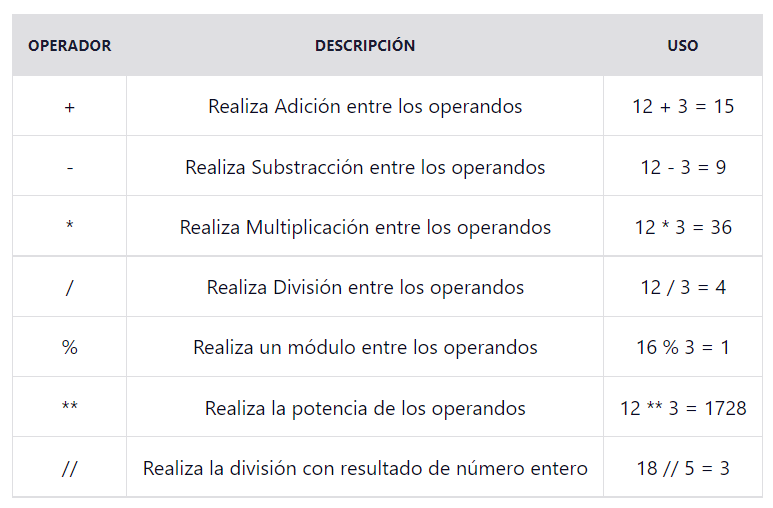 OPERADOR DESCRIPCIÓN USO
+ Realiza Adición entre los operandos 12 + 3 = 15
- Realiza Substracción entre los operandos 12 - 3 = 9
* Realiza Multiplicación entre los operandos 12 * 3 = 36
/ Realiza División entre los operandos 12 / 3 = 4
% Realiza un módulo entre los operandos 16 % 3 = 1
** Realiza la potencia de los operandos 12 ** 3 = 1728
// Realiza la división con resultado de número entero 18 // 5 = 3